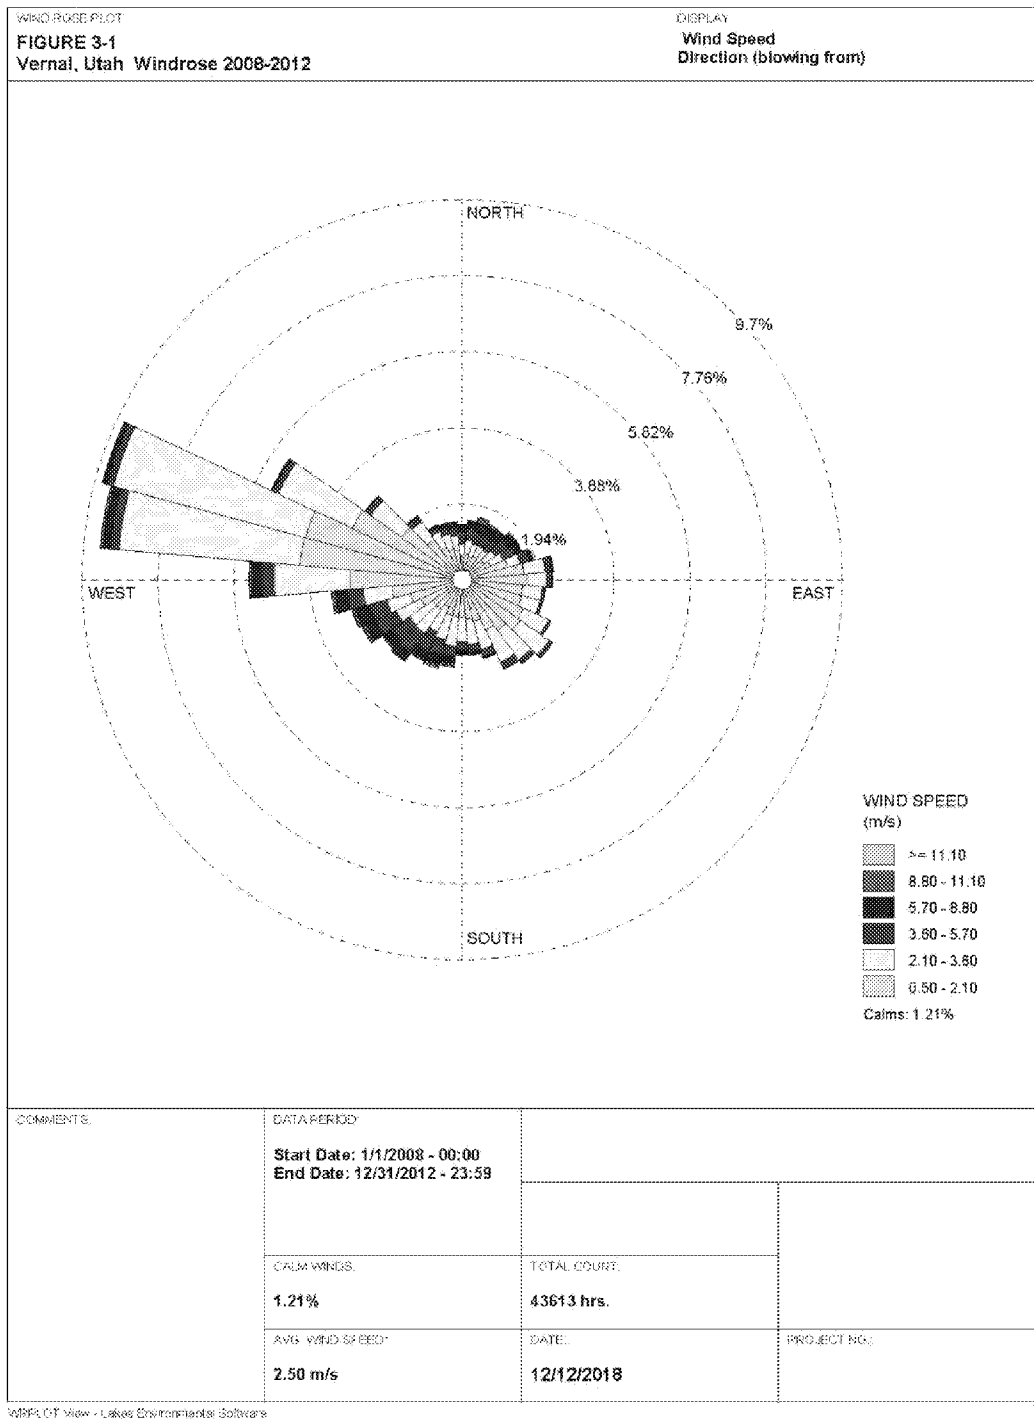 WIND ROSE PLOT
DISPLAY
FIGURE 3-1
Vernal, Utah Windrose 2008-2012
Wind Speed
Direction (blowing from)
NORTH
9.7%
7.76%
5.82%
3.88%
1.94%
WEST
EAST
SOUTH
WIND SPEED
(m/s)
>= 11.10
8.80 - 11.10
5.70 - 8.80
3.60 - 5.70
2.10 - 3.60
0.50 - 2.10
Calms: 1.21%
COMMENTS:
DATA PERIOD:
Start Date: 1/1/2008 - 00:00
End Date: 12/31/2012 - 23:59
CALM WINDS:
TOTAL COUNT:
1.21%
43613 hrs.
AVG. WIND SPEED:
DATE:
PROJECT NO.:
2.50 m/s
12/12/2018
WRPLOT View - Lakes Environmental Software